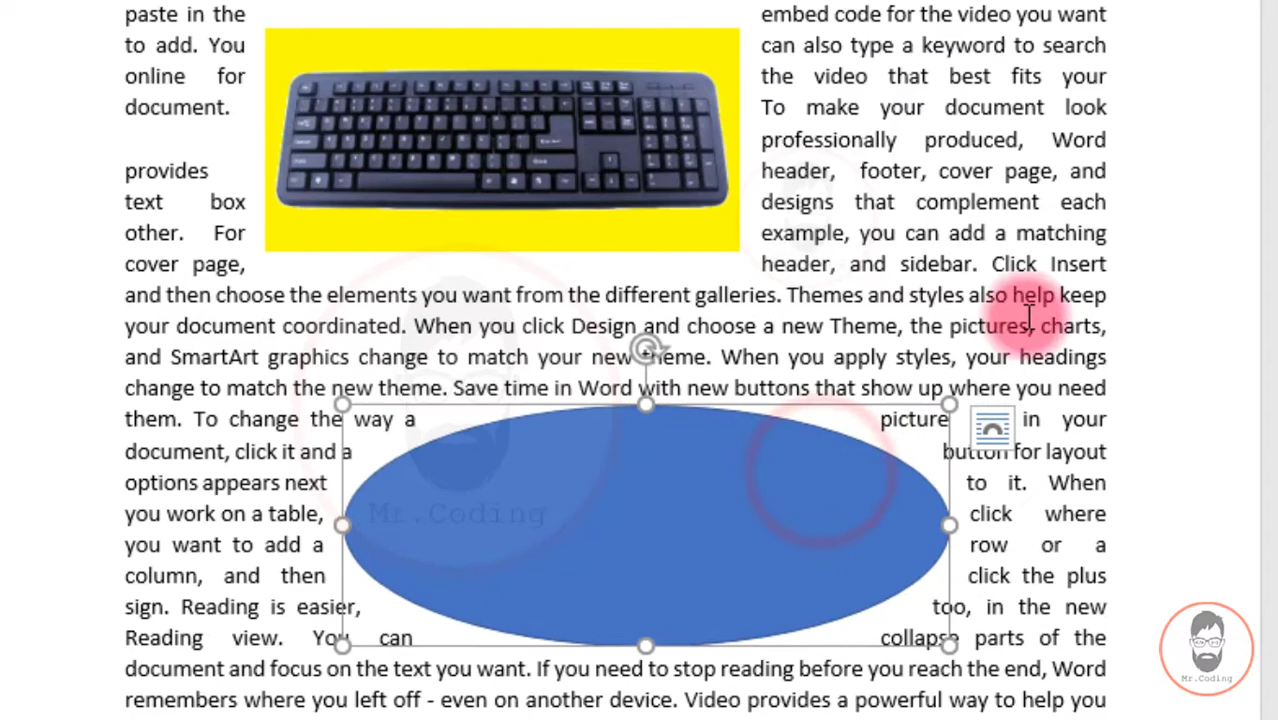 paste in the embed code for the video you want
to add. You can also type a keyword to search
online for the video that best fits your
document. To make your document look
professionally produced, Word
provides header, footer, cover page, and
text box designs that complement each
other. For example, you can add a matching
cover page, header, and sidebar. Click Insert
and then choose the elements you want from the different galleries. Themes and styles also help keep
your document coordinated. When you click Design and choose a new Theme, the pictures, charts,
and SmartArt graphics change to match your new theme. When you apply styles, your headings
change to match the new theme. Save time in Word with new buttons that show up where you need
them. To change the way a picture in your
document, click it and a button for layout
options appears next to it. When
you work on a table, click where
you want to add a row or a
column, and then click the plus
sign. Reading is easier, too, in the new
Reading view. You can collapse parts of the
document and focus on the text you want. If you need to stop reading before you reach the end, Word
remembers where you left off - even on another device. Video provides a powerful way to help you
Mr.Coding
Mr.Coding